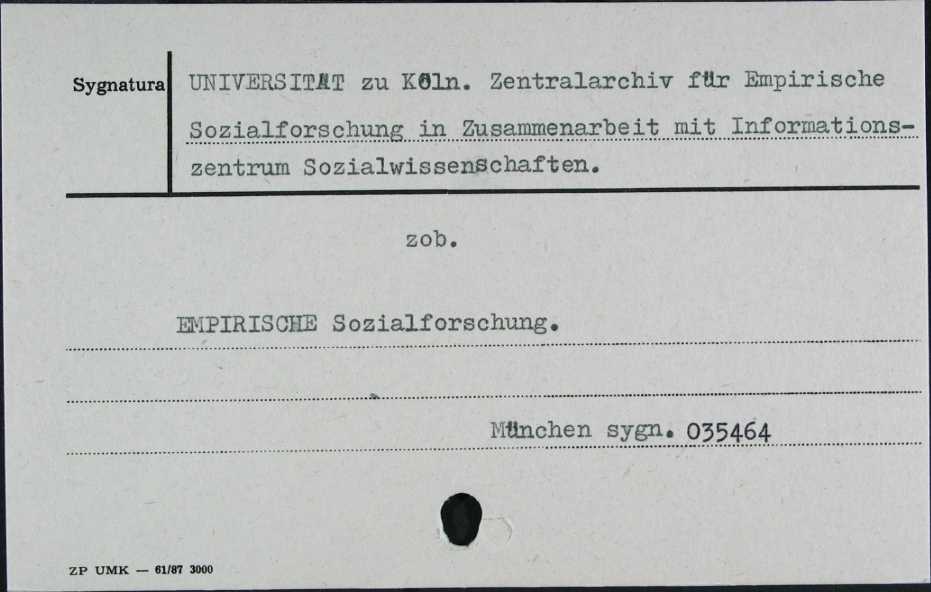 Sygnatura
UNIVERSITÄT zu Köln. Zentralarchiv für Empirische
Sozialforschung in Zusammenarbeit mit Informations-
zentrum Sozialwissenschaften.
zob.
EMPIRISCHE Sozialforschung.
München sygn. 035464
ZP UMK — 61/87 3000